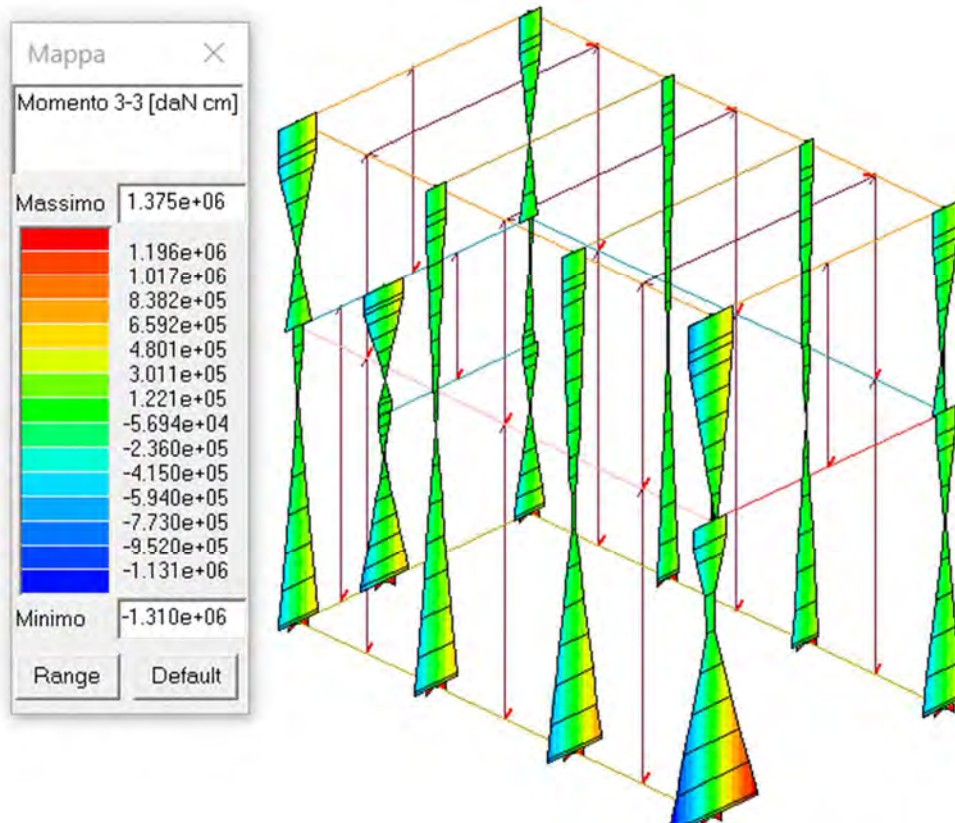 Mappa
Momento 3-3 [daN cm]
Massimo 1.375e+06
1.196e+06
1.017e+06
8.382e+05
6.592e+05
4.801e+05
3.011e+05
1.221e+05
-5.694e+04
-2.360e+05
-4.150e+05
-5.940e+05
-7.730e+05
-9.520e+05
-1.131e+06
Minimo -1.310e+06
Range Default